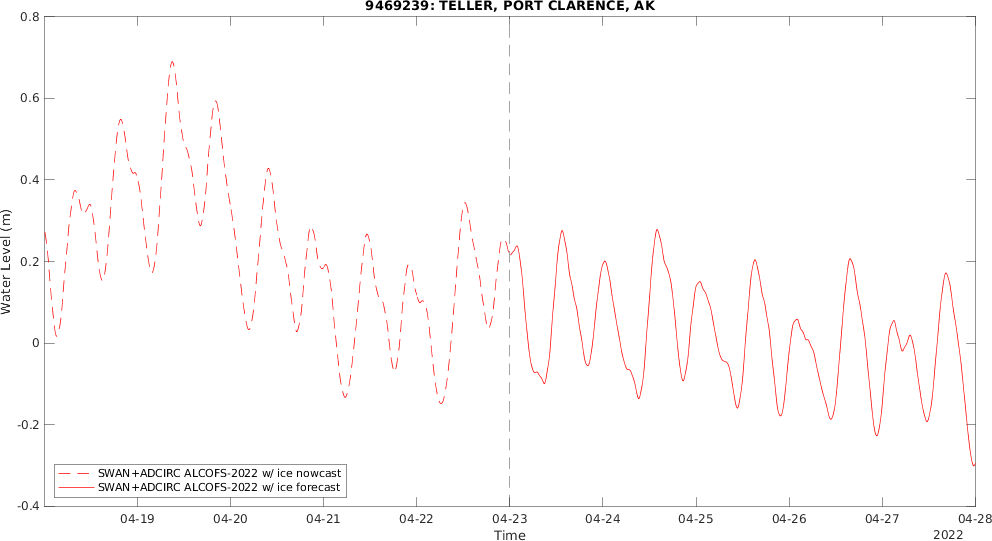 9469239: TELLER, PORT CLARENCE, AK
0.8
0.6
0.4
0.2
0
-0.2
-0.4
Water Level (m)
SWAN+ADCIRC ALCOFS-2022 w/ ice nowcast
SWAN+ADCIRC ALCOFS-2022 w/ ice forecast
04-19 04-20 04-21 04-22 04-23 04-24 04-25 04-26 04-27 04-28
Time
2022